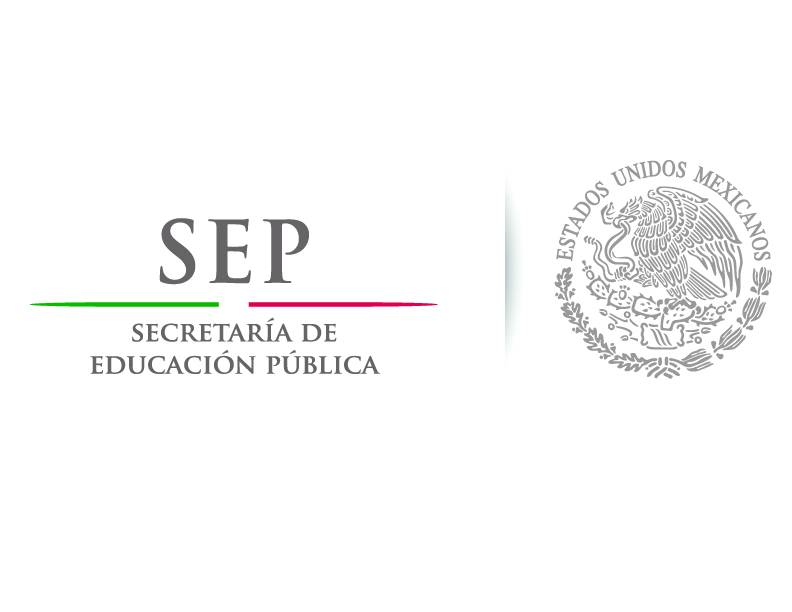 SEP
SECRETARÍA DE
EDUCACIÓN PÚBLICA
ESTADOS UNIDOS MEXICANOS